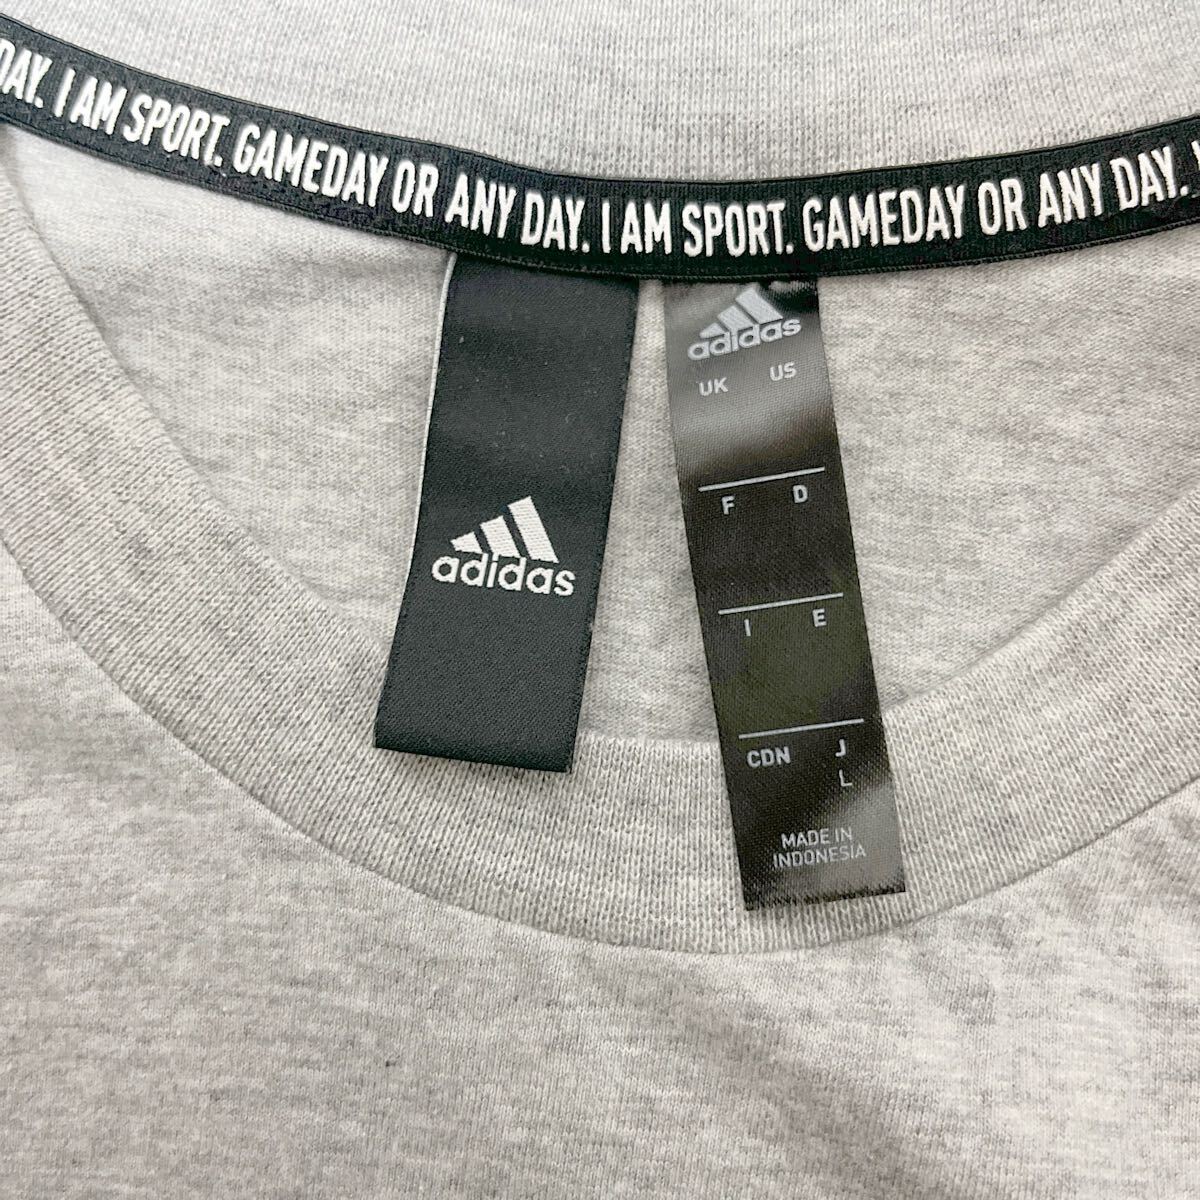 DAY. I AM SPORT. GAMEDAY OR ANY DAY. I AM SPORT. GAMEDAY OR ANY DAY.
adidas
adidas
UK US
F D
I E
CDN J
L
MADE IN
INDONESIA